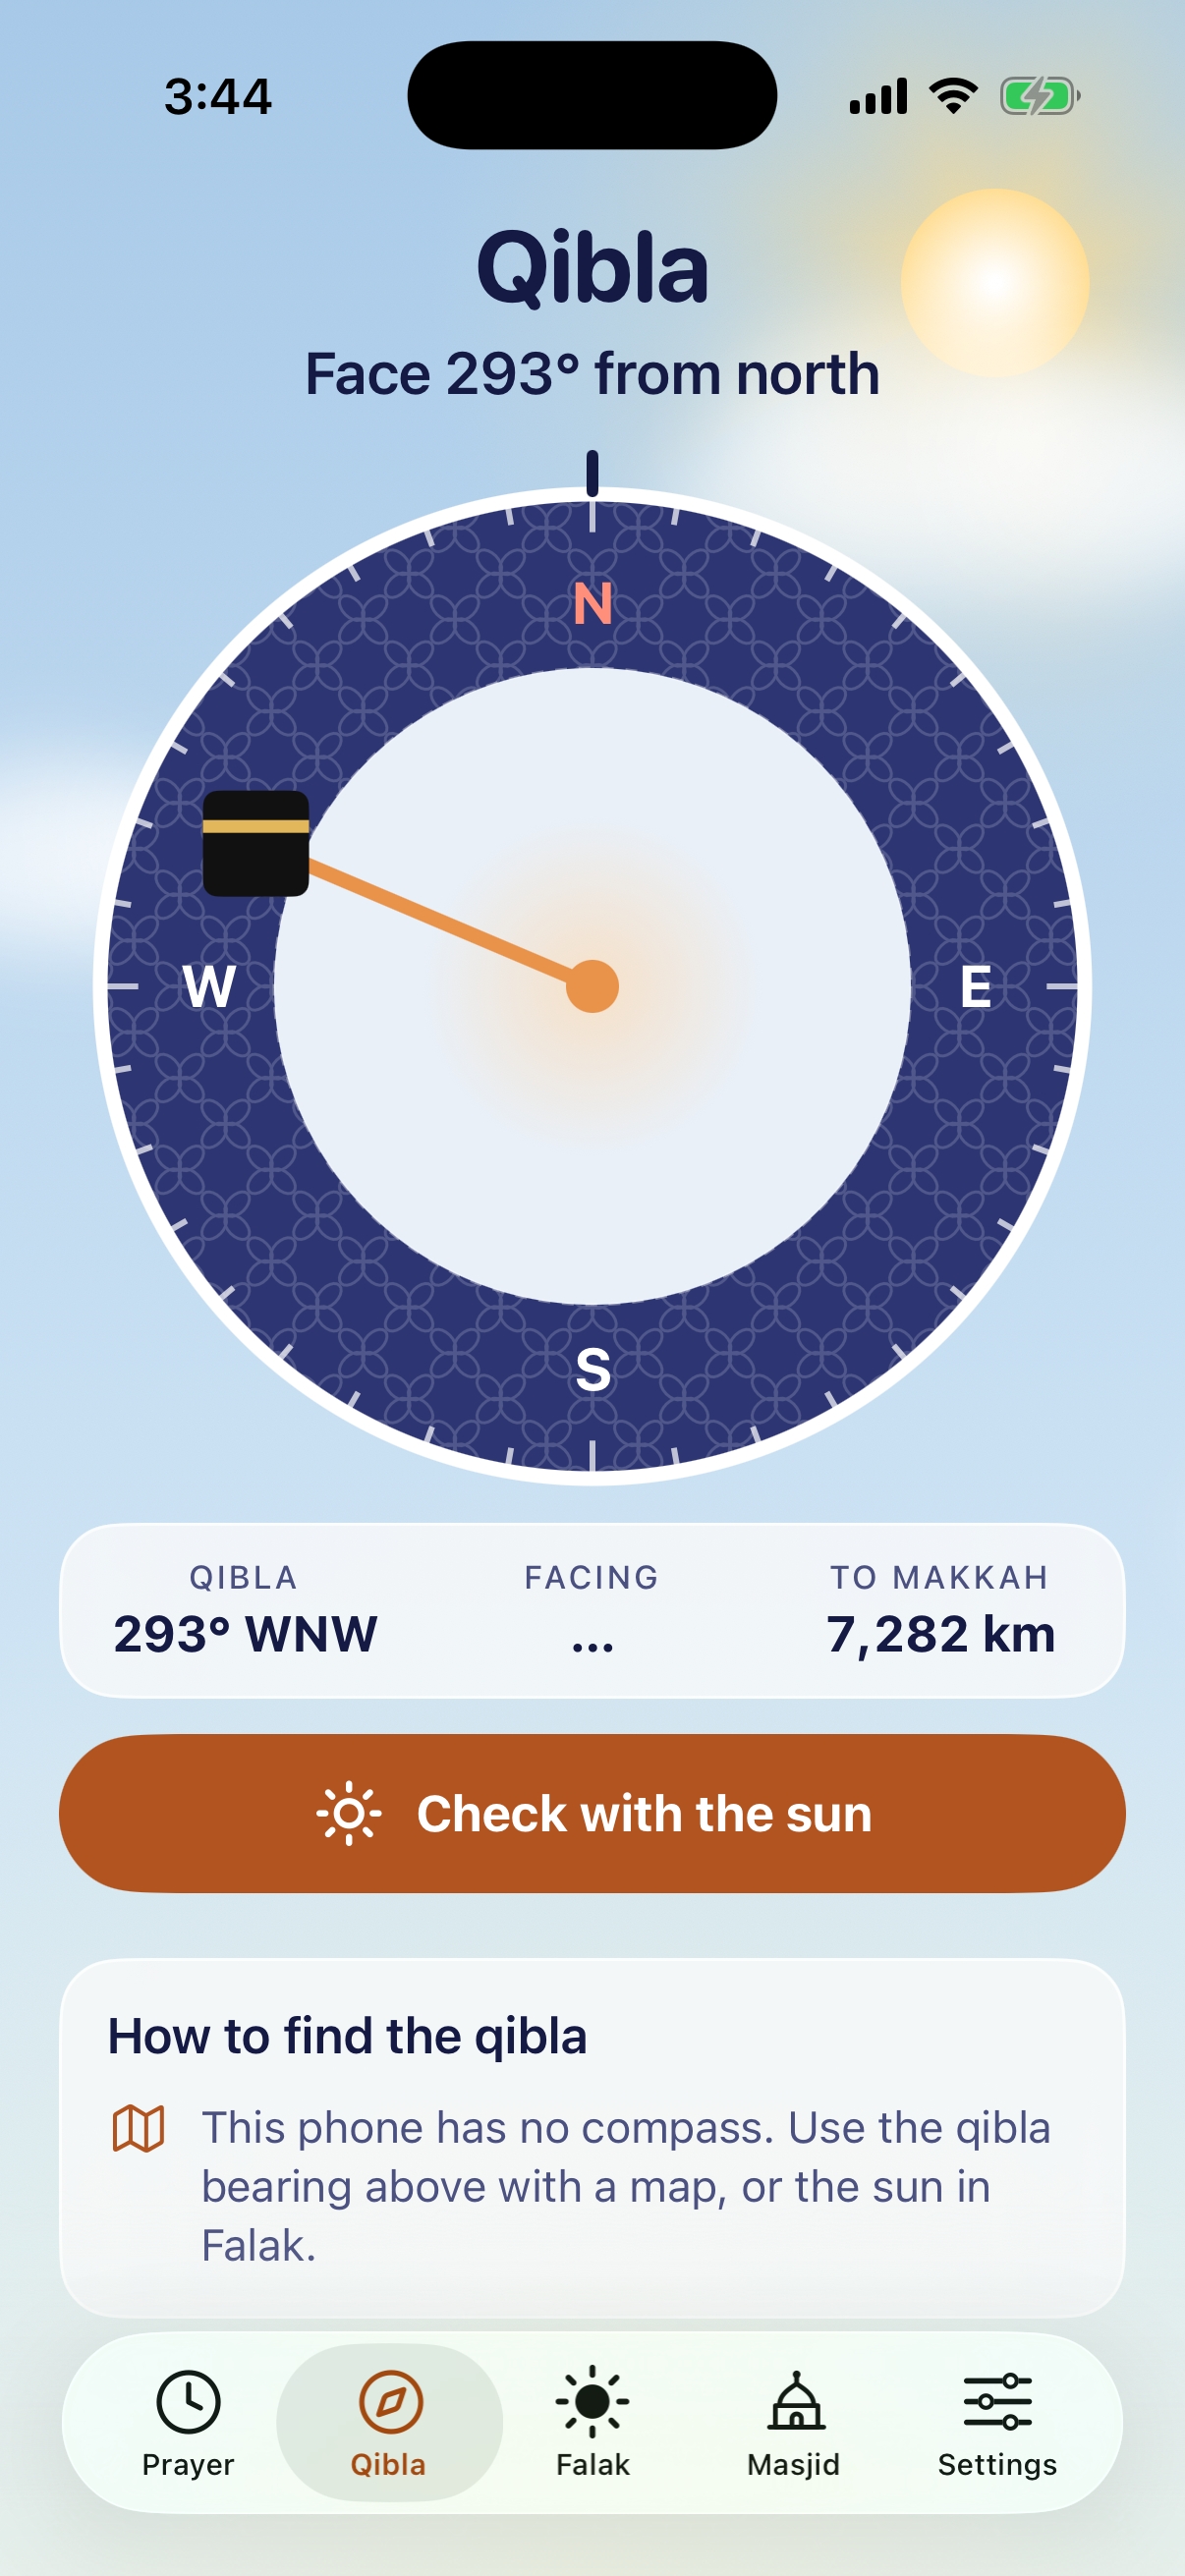 3:44
Qibla
Face 293° from north
N
W
E
S
QIBLA
293° WNW
FACING
...
TO MAKKAH
7,282 km
Check with the sun
How to find the qibla
This phone has no compass. Use the qibla
bearing above with a map, or the sun in
Falak.
Prayer
Qibla
Falak
Masjid
Settings